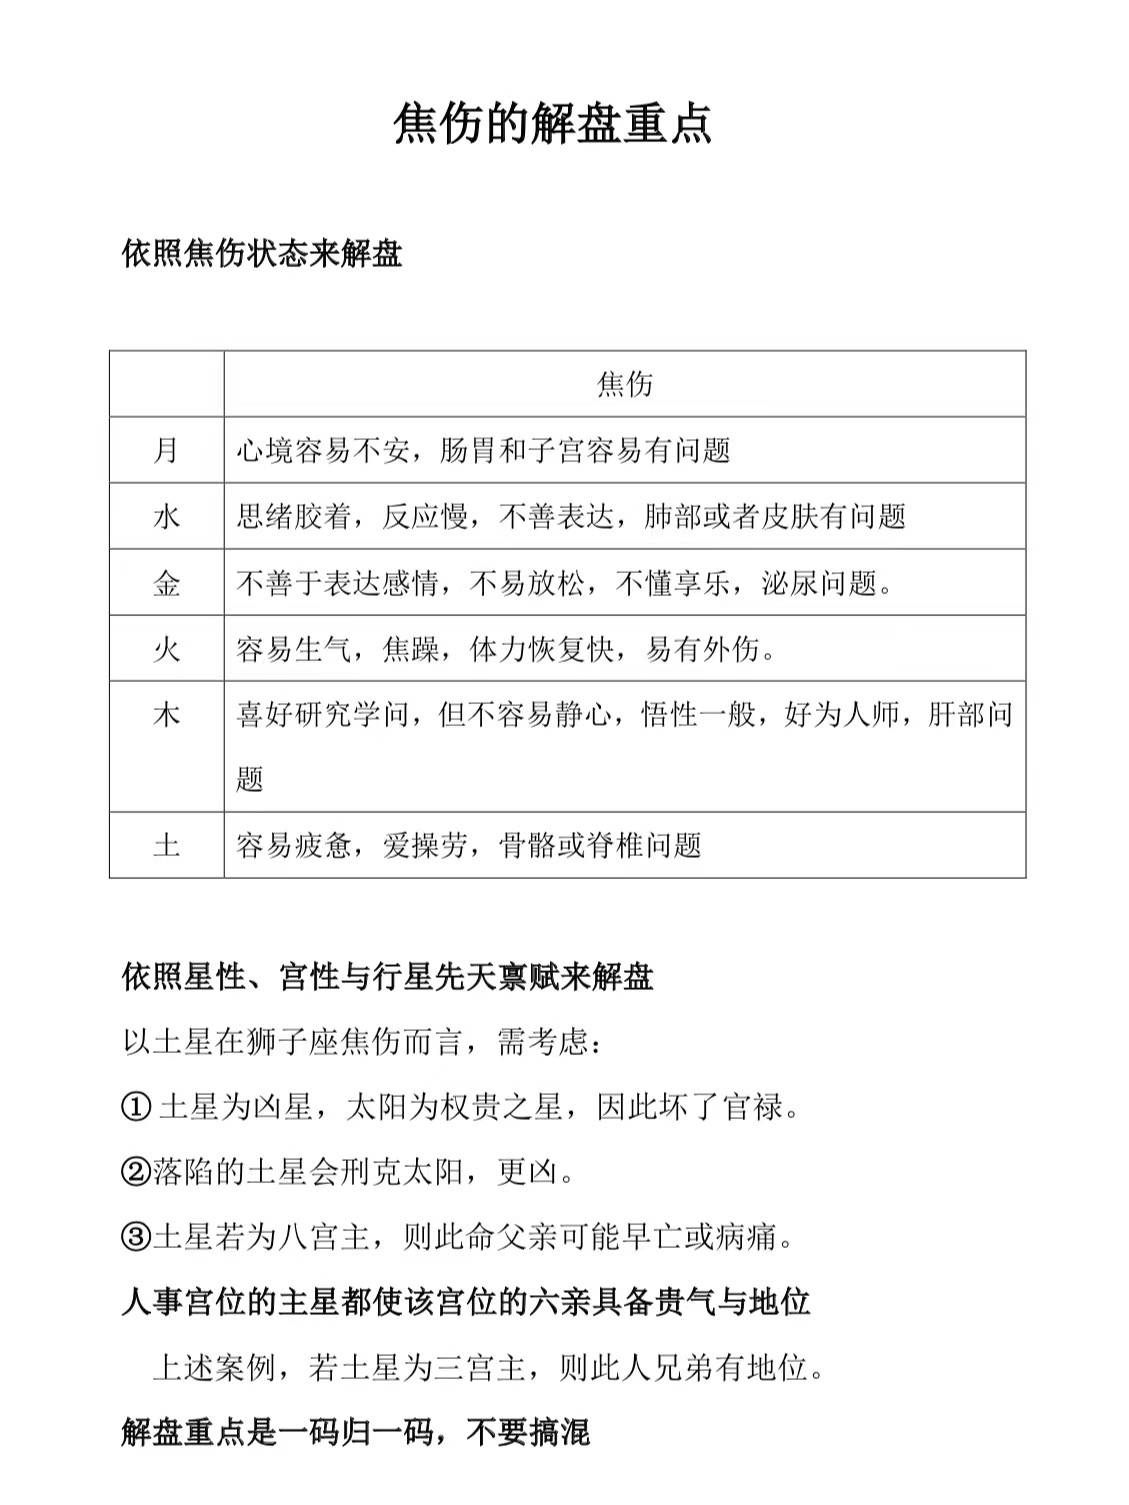 焦伤的解盘重点
依照焦伤状态来解盘
焦伤
月 心境容易不安，肠胃和子宫容易有问题
水 思绪胶着，反应慢，不善表达，肺部或者皮肤有问题
金 不善于表达感情，不易放松，不懂享乐，泌尿问题。
火 容易生气，焦躁，体力恢复快，易有外伤。
木 喜好研究学问，但不容易静心，悟性一般，好为人师，肝部问
题
土 容易疲惫，爱操劳，骨骼或脊椎问题
依照星性、宫性与行星先天禀赋来解盘
以土星在狮子座焦伤而言，需考虑：
① 土星为凶星，太阳为权贵之星，因此坏了官禄。
②落陷的土星会刑克太阳，更凶。
③土星若为八宫主，则此命父亲可能早亡或病痛。
人事宫位的主星都使该宫位的六亲具备贵气与地位
上述案例，若土星为三宫主，则此人兄弟有地位。
解盘重点是一码归一码，不要搞混